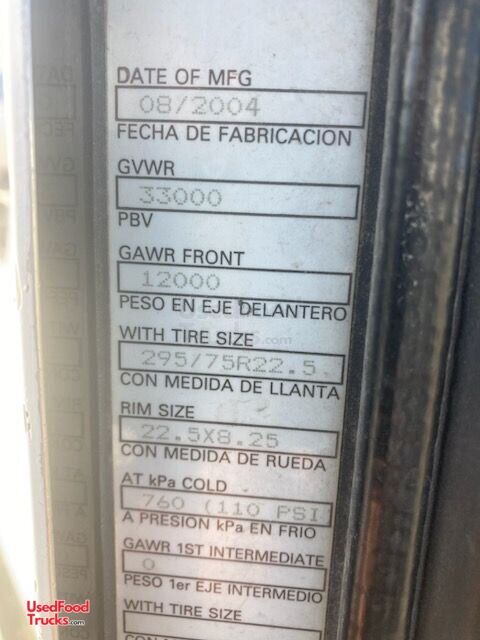 DATE OF MFG
08/2004
FECHA DE FABRICACION
GVWR
33000
PBV
GAWR FRONT
12000
PESO EN EJE DELANTERO
WITH TIRE SIZE
295/75R22.5
CON MEDIDA DE LLANTA
RIM SIZE
22.5X8.25
CON MEDIDA DE RUEDA
AT kPa COLD
760 (110 PSI
A PRESION kPa EN FRIO
GAWR 1ST INTERMEDIATE
0
PESO 1er EJE INTERMEDIO
WITH TIRE SIZE
UsedFood
Trucks.com